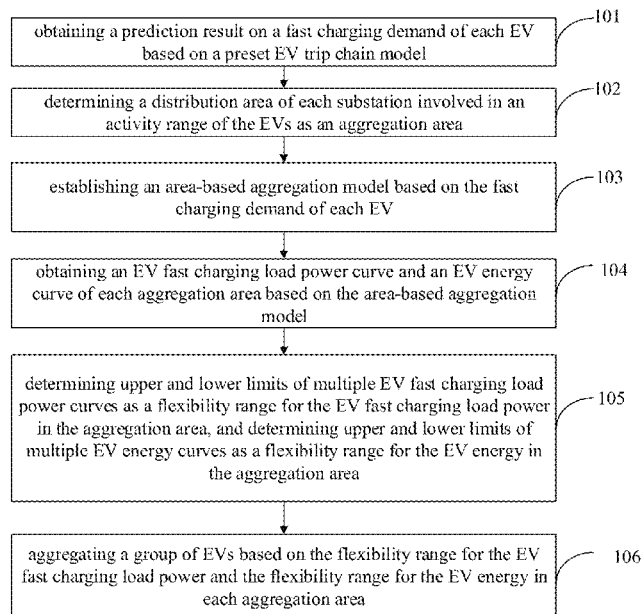 obtaining a prediction result on a fast charging demand of each EV
based on a preset EV trip chain model
101
determining a distribution area of each substation involved in an
activity range of the EVs as an aggregation area
102
establishing an area-based aggregation model based on the fast
charging demand of each EV
103
obtaining an EV fast charging load power curve and an EV energy
curve of each aggregation area based on the area-based aggregation
model
104
determining upper and lower limits of multiple EV fast charging load
power curves as a flexibility range for the EV fast charging load power
in the aggregation area, and determining upper and lower limits of
multiple EV energy curves as a flexibility range for the EV energy in
the aggregation area
105
aggregating a group of EVs based on the flexibility range for the EV
fast charging load power and the flexibility range for the EV energy in
each aggregation area
106